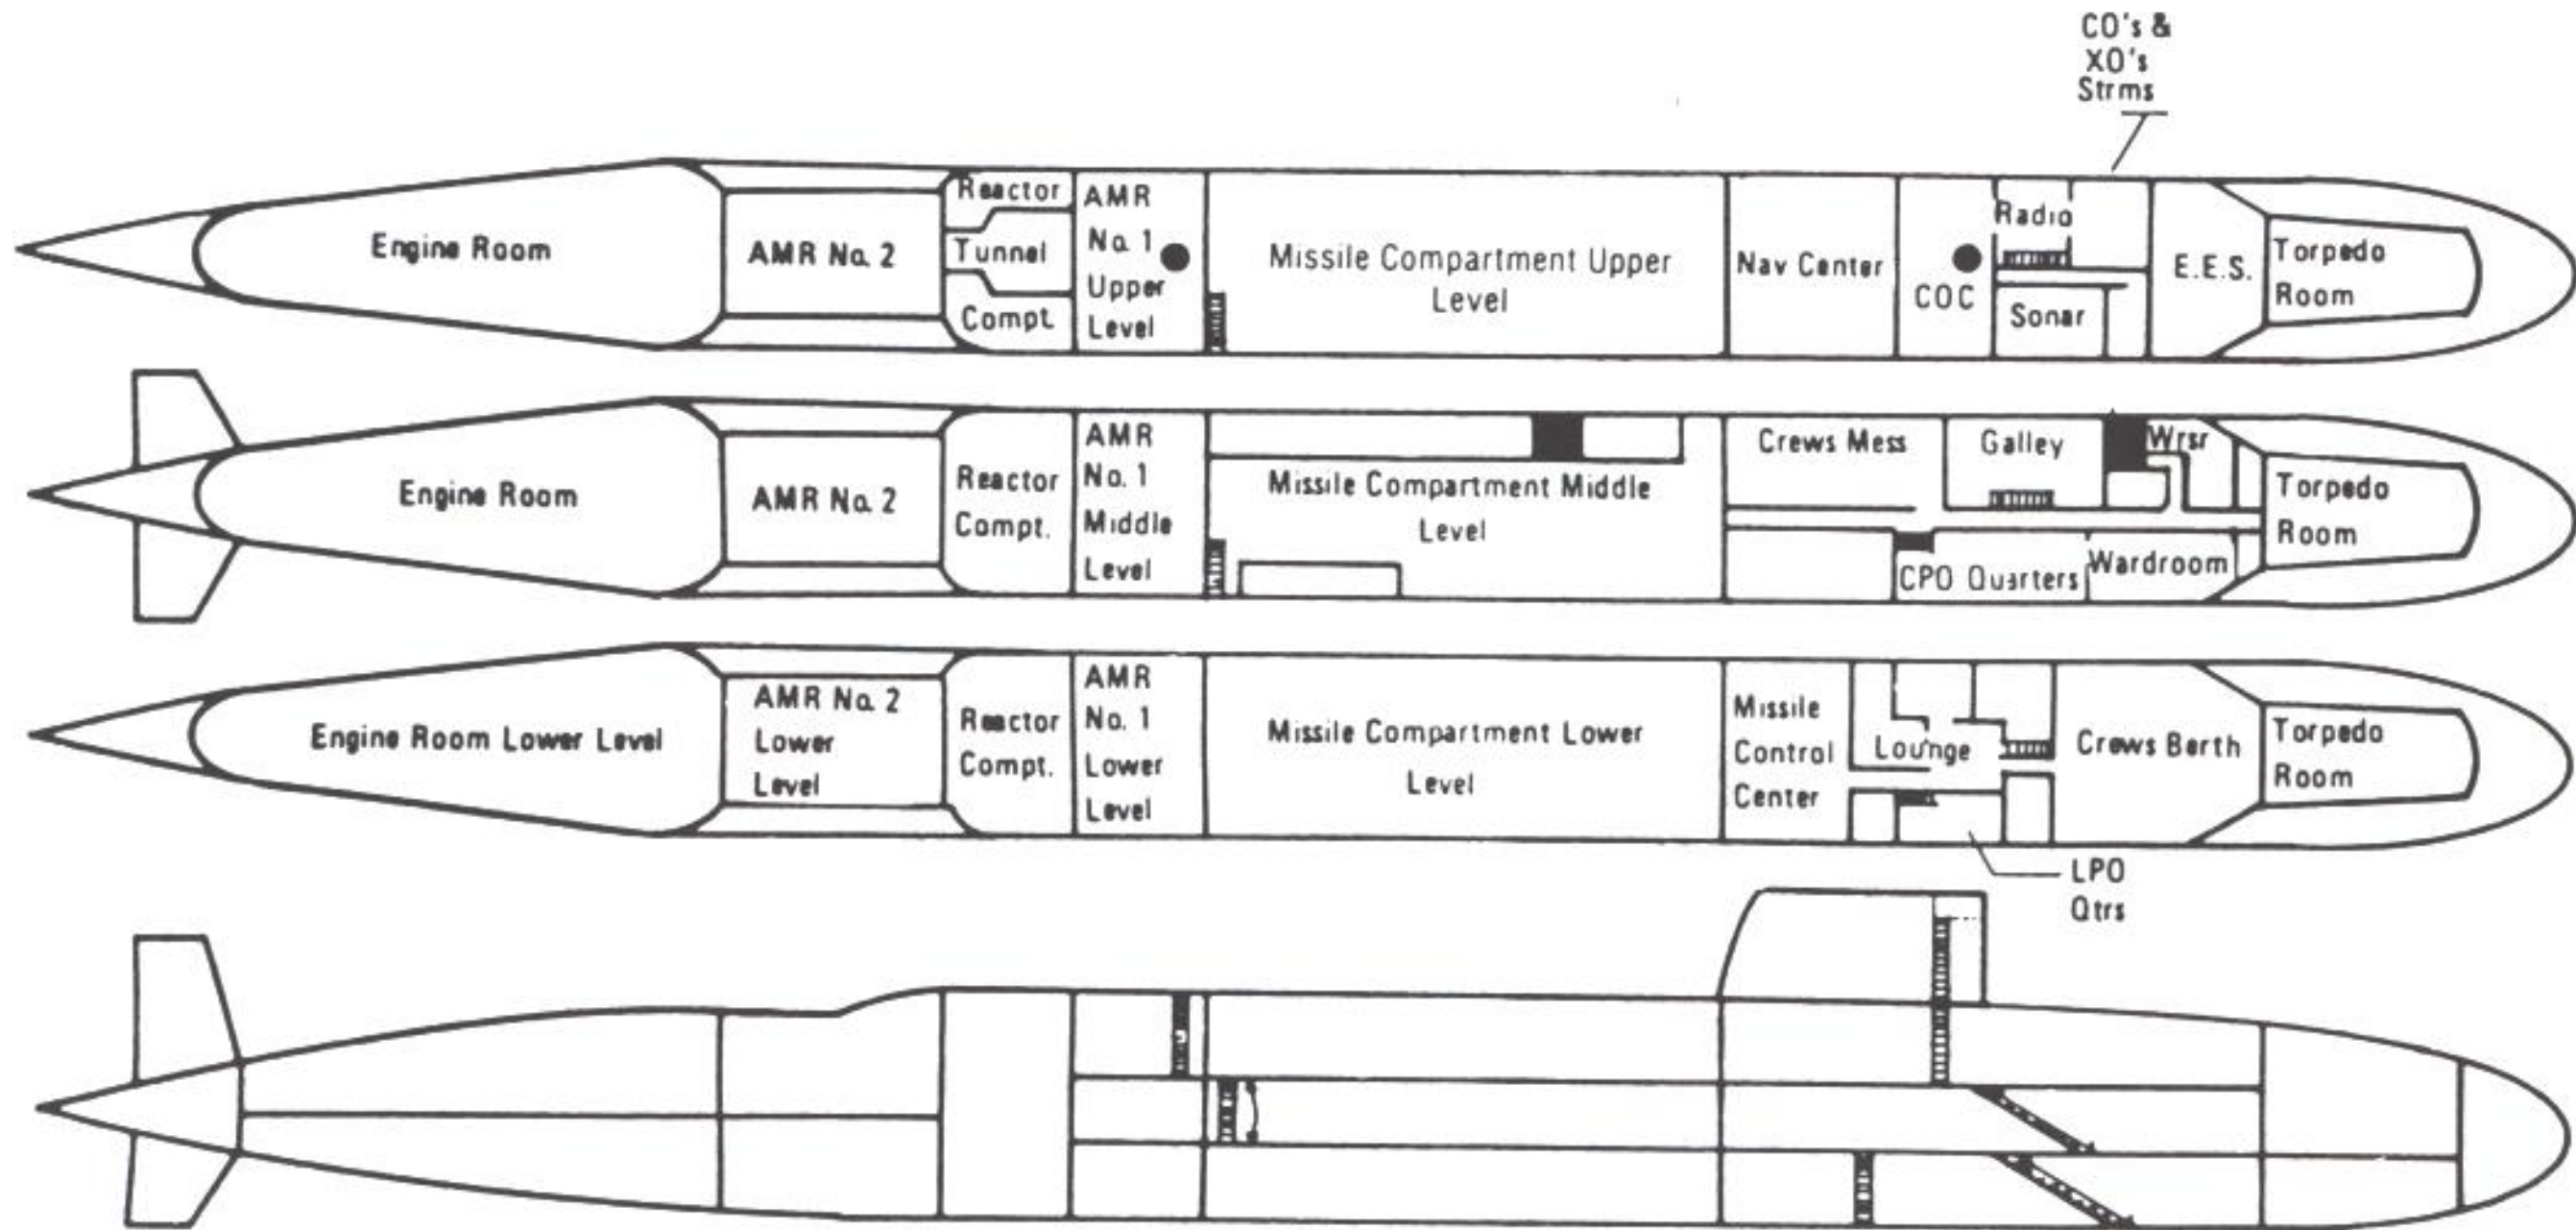 CO's &
XO's
Strms
Engine Room
AMR No. 2
Reactor
Tunnel
Compt.
AMR
No. 1
Upper
Level
Missile Compartment Upper
Level
Nav Center
COC
Radio
Sonar
E.E.S.
Torpedo
Room
Engine Room
AMR No. 2
Reactor
Compt.
AMR
No. 1
Middle
Level
Missile Compartment Middle
Level
Crews Mess
Galley
Wrsr
CPO Quarters
Wardroom
Torpedo
Room
Engine Room Lower Level
AMR No. 2
Lower
Level
Reactor
Compt.
AMR
No. 1
Lower
Level
Missile Compartment Lower
Level
Missile
Control
Center
Lounge
Crews Berth
Torpedo
Room
LPO
Qtrs